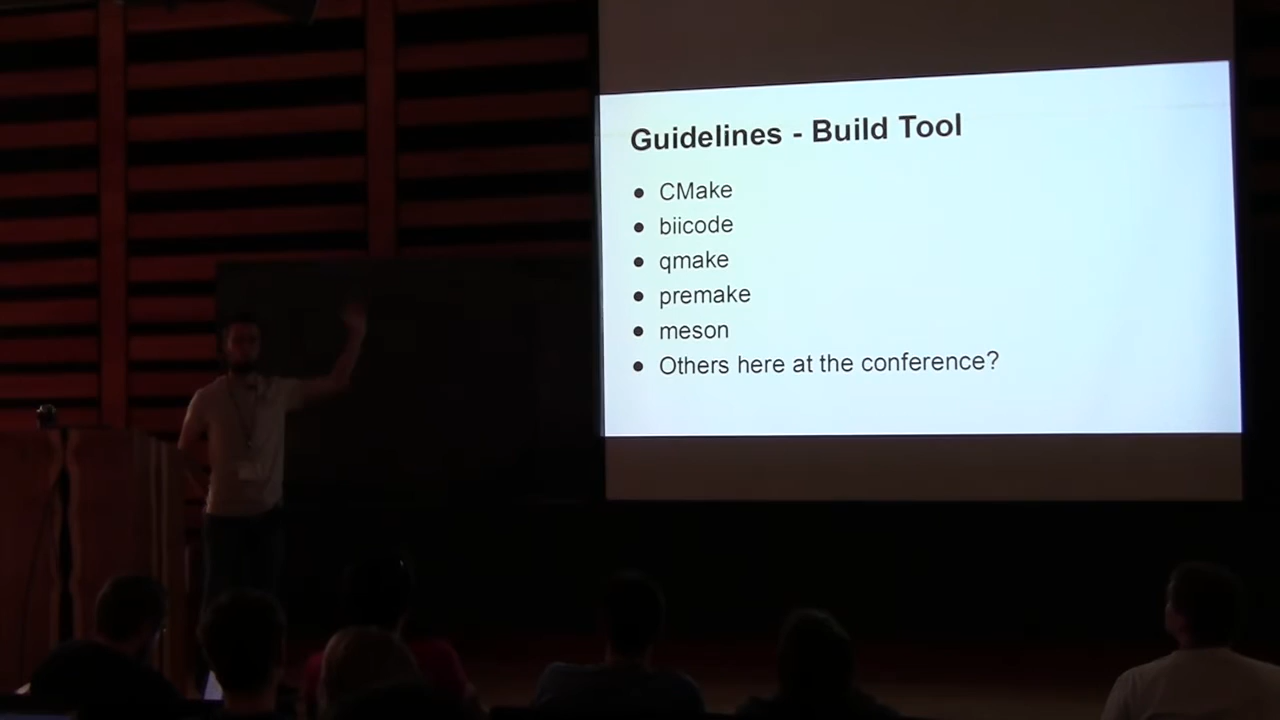 Guidelines - Build Tool
● CMake
● biicode
● qmake
● premake
● meson
● Others here at the conference?